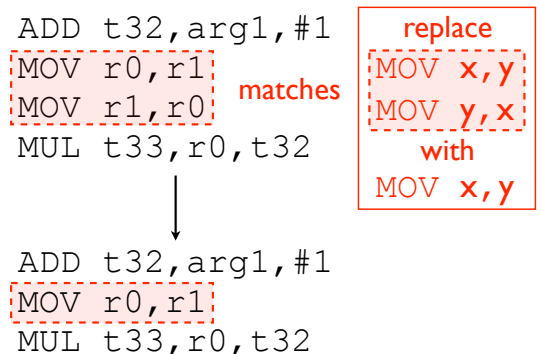 ADD t32,arg1,#1
MOV r0,r1
MOV r1,r0
MUL t33,r0,t32
matches
replace
MOV x,y
MOV y,x
with
MOV x,y
ADD t32,arg1,#1
MOV r0,r1
MUL t33,r0,t32